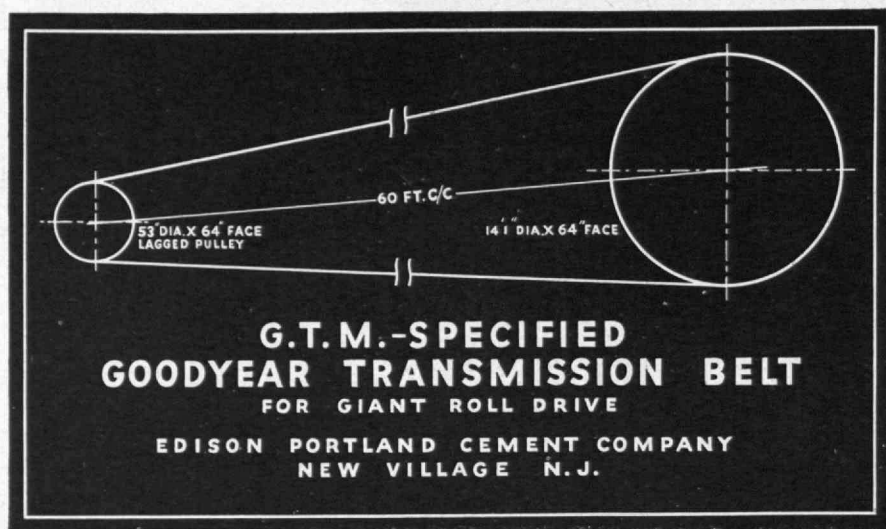 60 FT. C/C
53" DIA. X 64" FACE
LAGGED PULLEY
14'1" DIA. X 64" FACE
G.T.M.-SPECIFIED
GOODYEAR TRANSMISSION BELT
FOR GIANT ROLL DRIVE
EDISON PORTLAND CEMENT COMPANY
NEW VILLAGE N.J.